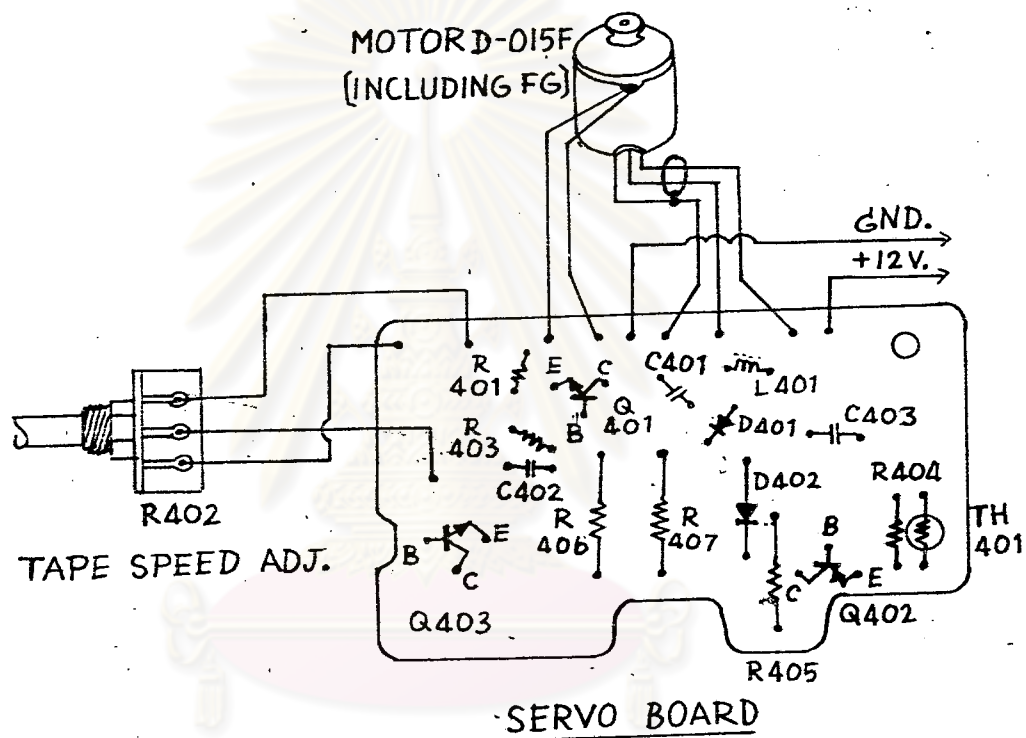 MOTOR D-015F
(INCLUDING FG)
GND.
+12V.
R402
TAPE SPEED ADJ.
R
401
E
C
B
Q
401
C401
L401
D401
C403
R
403
C402
R
406
R
407
D402
R404
TH
401
B
E
C
Q403
B
C
E
Q402
R405
SERVO BOARD